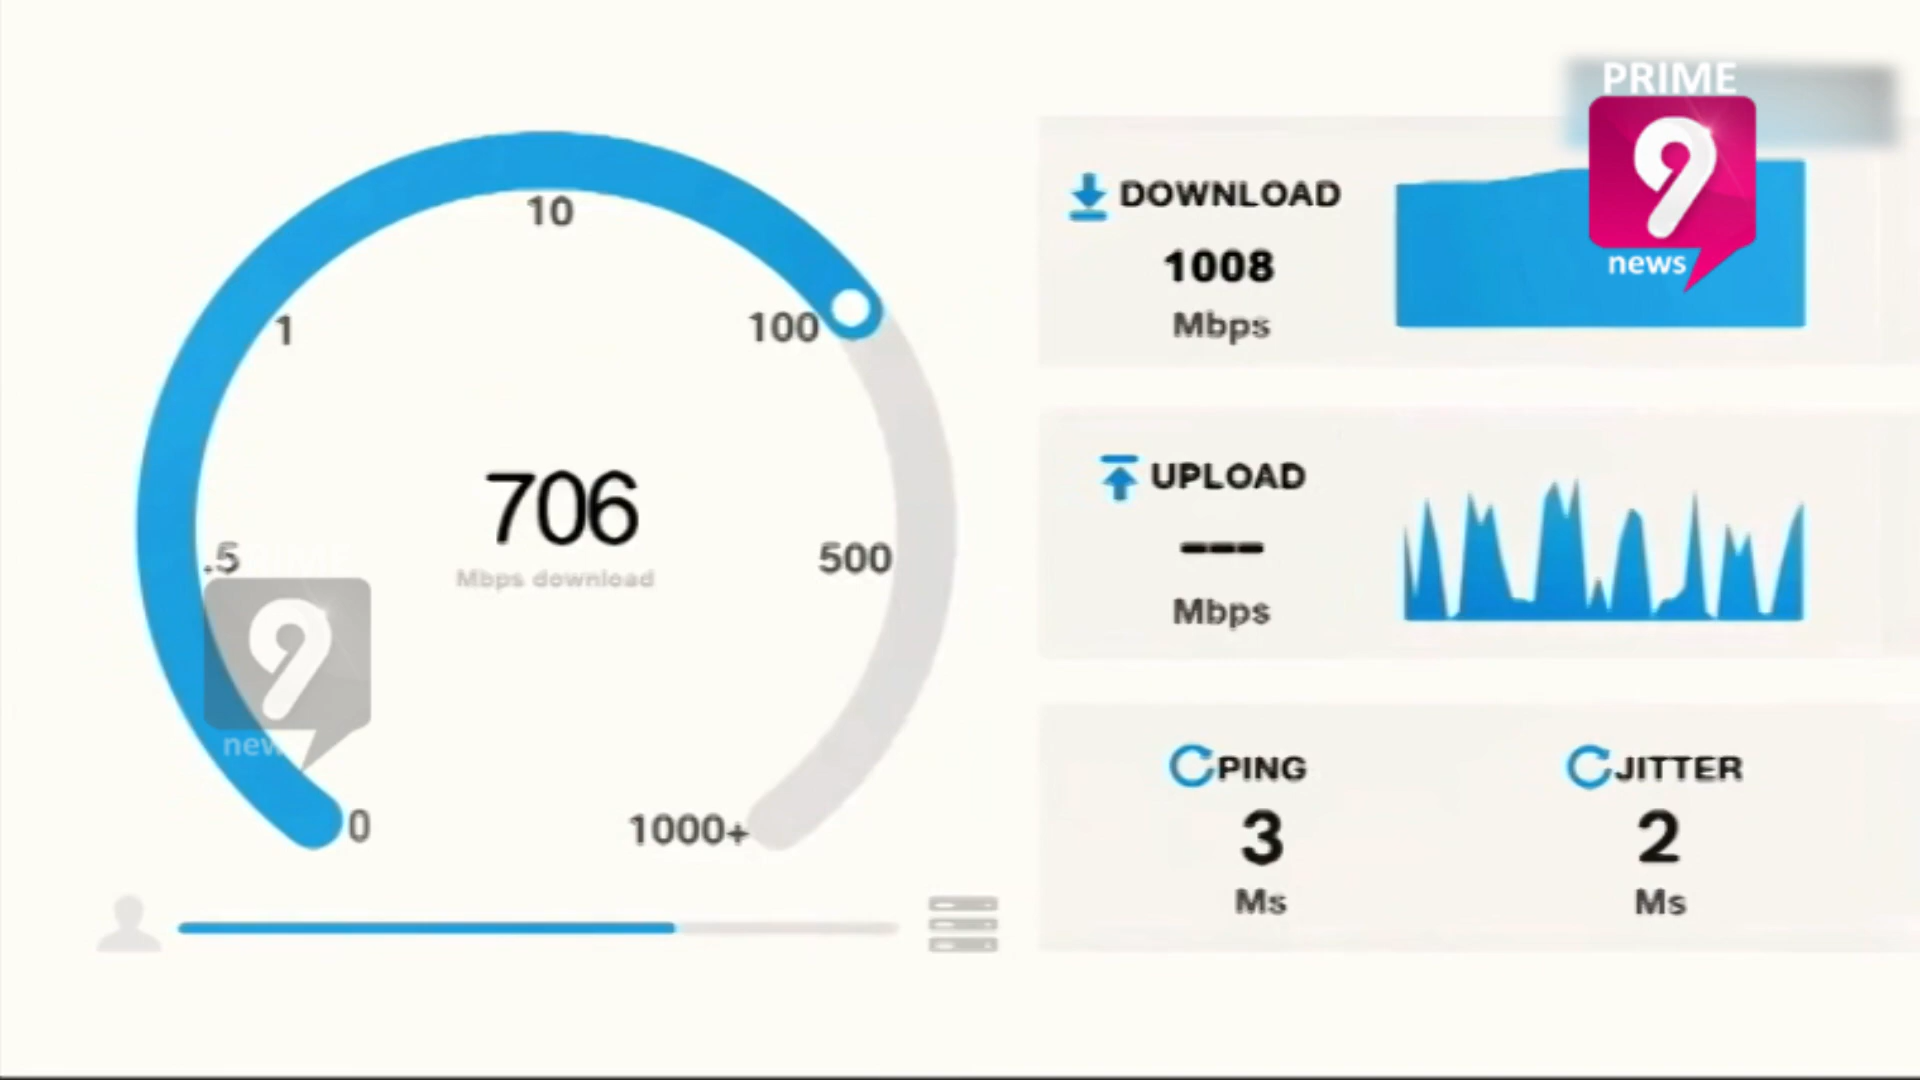 PRIME
9
news
10
1
100
.5
706
Mbps download
500
0
1000+
9
DOWNLOAD
1008
Mbps
UPLOAD
---
Mbps
PING
3
Ms
JITTER
2
Ms